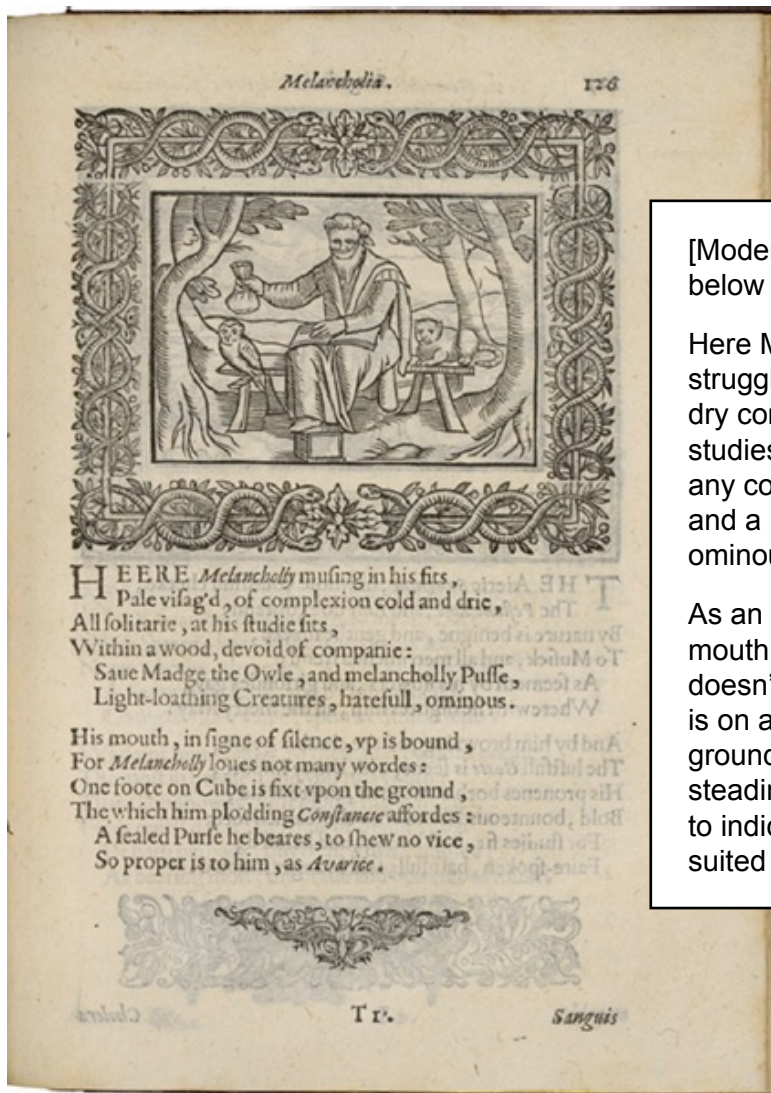 Melancholia. 126
HEERE Melancholly musing in his fits,
Pale visag'd, of complexion cold and drie,
All solitarie, at his studie sits,
Within a wood, devoid of companie:
Saue Madge the Owle, and melancholly Pusse,
Light-loathing Creatures, hatefull, ominous.
His mouth, in signe of silence, vp is bound,
For Melancholly loues not many wordes:
One foote on Cube is fixt vpon the ground,
The which him plodding Constancie affordes:
A sealed Purse he beares, to shew no vice,
So proper is to him, as Avarice.
Sanguis
[Moder
below
Here M
struggl
dry cor
studies
any co
and a
ominou
As an
mouth
doesn'
is on a
ground
steadin
to indic
suited